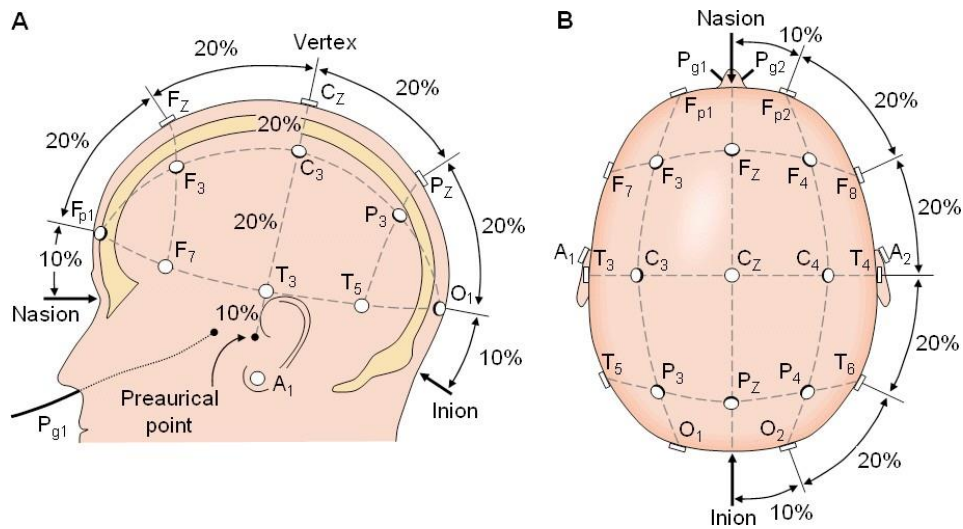 A
Vertex
20%
20%
FZ
CZ
20%
20%
20%
F3
C3
PZ
Fp1
20%
P3
20%
10%
F7
T3
T5
O1
Nasion
10%
10%
A1
Preaurical
point
Inion
Pg1
B
Nasion
10%
Pg1
Pg2
Fp1
Fp2
20%
F7
F3
FZ
F4
F8
20%
A1
T3
C3
CZ
C4
T4
A2
20%
T5
P3
PZ
P4
T6
O1
O2
20%
Inion
10%